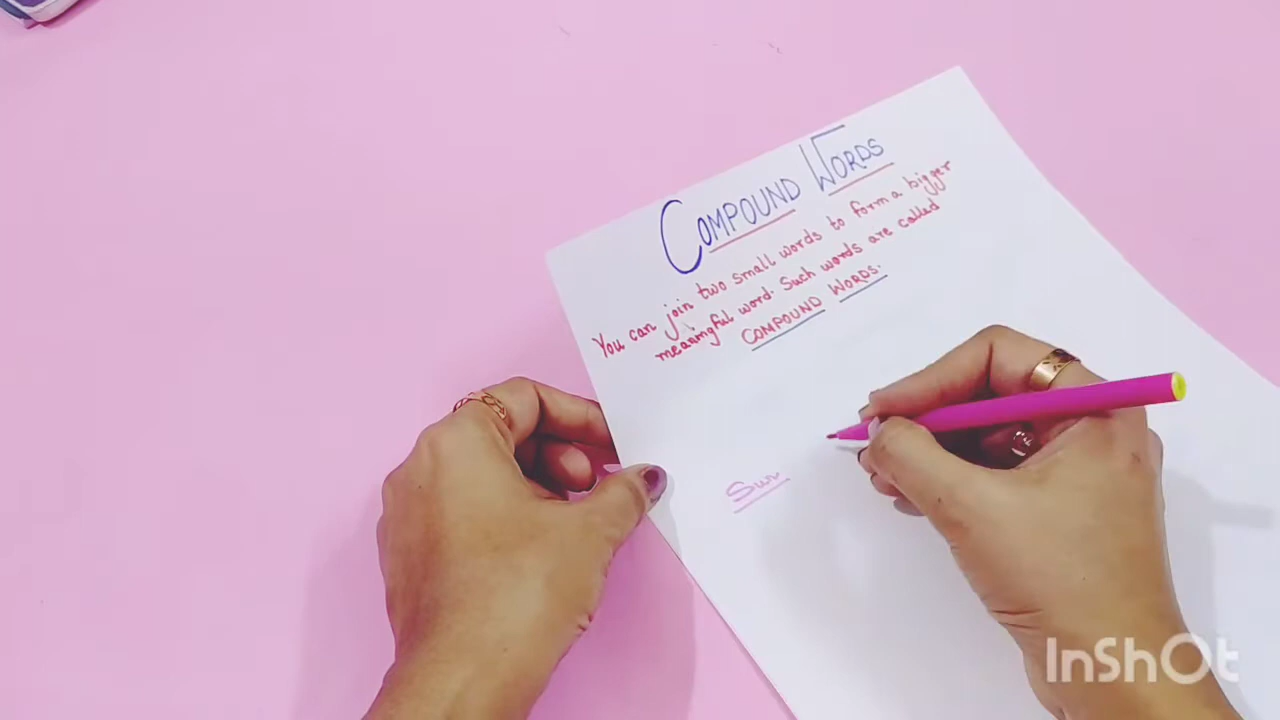 COMPOUND WORDS
You can join two small words to form a bigger
meaningful word. Such words are called
COMPOUND WORDS.
Sun
InShOt